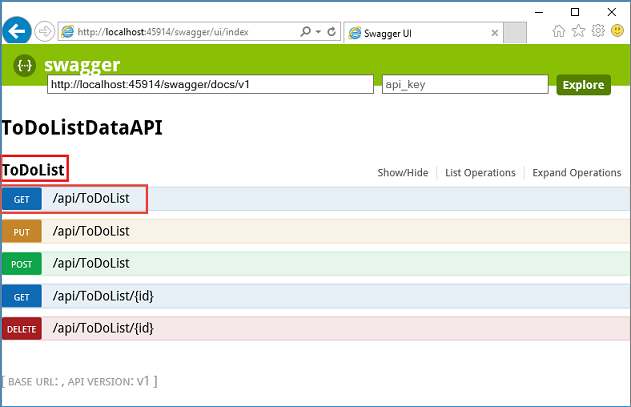 http://localhost:45914/swagger/ui/index
Swagger UI
{···} swagger
http://localhost:45914/swagger/docs/v1
api_key
Explore
ToDoListDataAPI
ToDoList
Show/Hide
List Operations
Expand Operations
GET /api/ToDoList
PUT /api/ToDoList
POST /api/ToDoList
GET /api/ToDoList/{id}
DELETE /api/ToDoList/{id}
[ BASE URL: , API VERSION: v1 ]